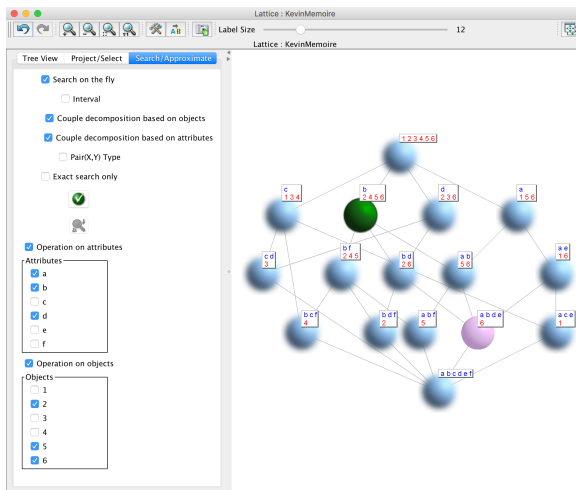 Lattice : KevinMemoire
Label Size
12
Lattice : KevinMemoire
Tree View
Project/Select
Search/Approximate
Search on the fly
Interval
Couple decomposition based on objects
Couple decomposition based on attributes
Pair(X,Y) Type
Exact search only
Operation on attributes
Attributes
a
b
c
d
e
f
Operation on objects
Objects
1
2
3
4
5
6
1 2 3 4 5 6
c
1 3 4
b
2 4 5 6
d
2 3 6
a
1 5 6
c d
3
b f
2 4 5
b d
2 6
a b
5 6
a e
1 6
b c f
4
b d f
2
a b f
5
a b d e
6
a c e
1
a b c d e f